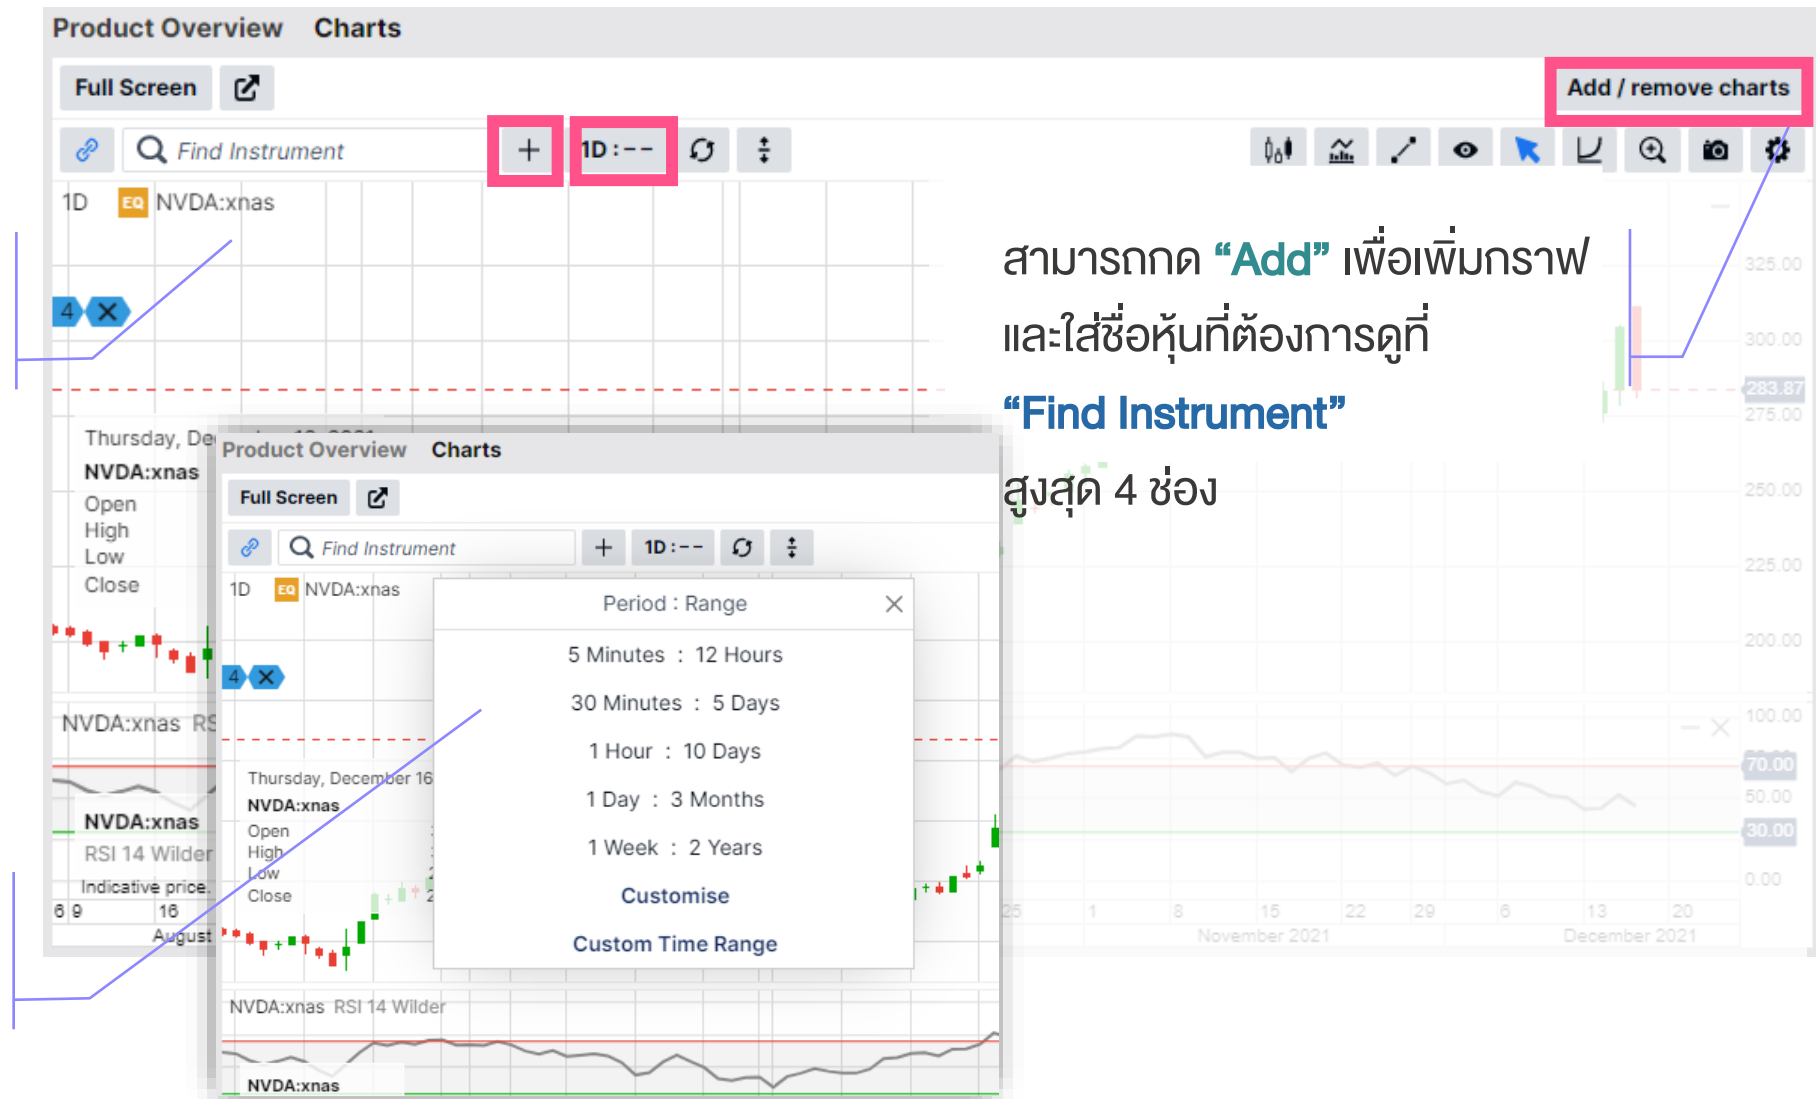 Product Overview Charts
Full Screen
Add / remove charts
Find Instrument
+ 1D : - -
1D EQ NVDA:xnas
4
325.00
300.00
283.87
275.00
250.00
225.00
200.00
สามารถกด “Add” เพื่อเพิ่มกราฟ
และใส่ชื่อหุ้นที่ต้องการดูที่
“Find Instrument”
สูงสุด 4 ช่อง
Thursday, De
NVDA:xnas
Open
High
Low
Close
NVDA:xnas RS
100.00
70.00
50.00
30.00
0.00
NVDA:xnas
RSI 14 Wilder
Indicative price.
6 9 16
August
25 1 8 15 22 29 6 13 20
November 2021 December 2021
Product Overview Charts
Full Screen
Find Instrument
+ 1D : - -
1D EQ NVDA:xnas
4
Thursday, December 16
NVDA:xnas
Open
High
Low
Close
Period : Range
5 Minutes : 12 Hours
30 Minutes : 5 Days
1 Hour : 10 Days
1 Day : 3 Months
1 Week : 2 Years
Customise
Custom Time Range
NVDA:xnas RSI 14 Wilder
NVDA:xnas